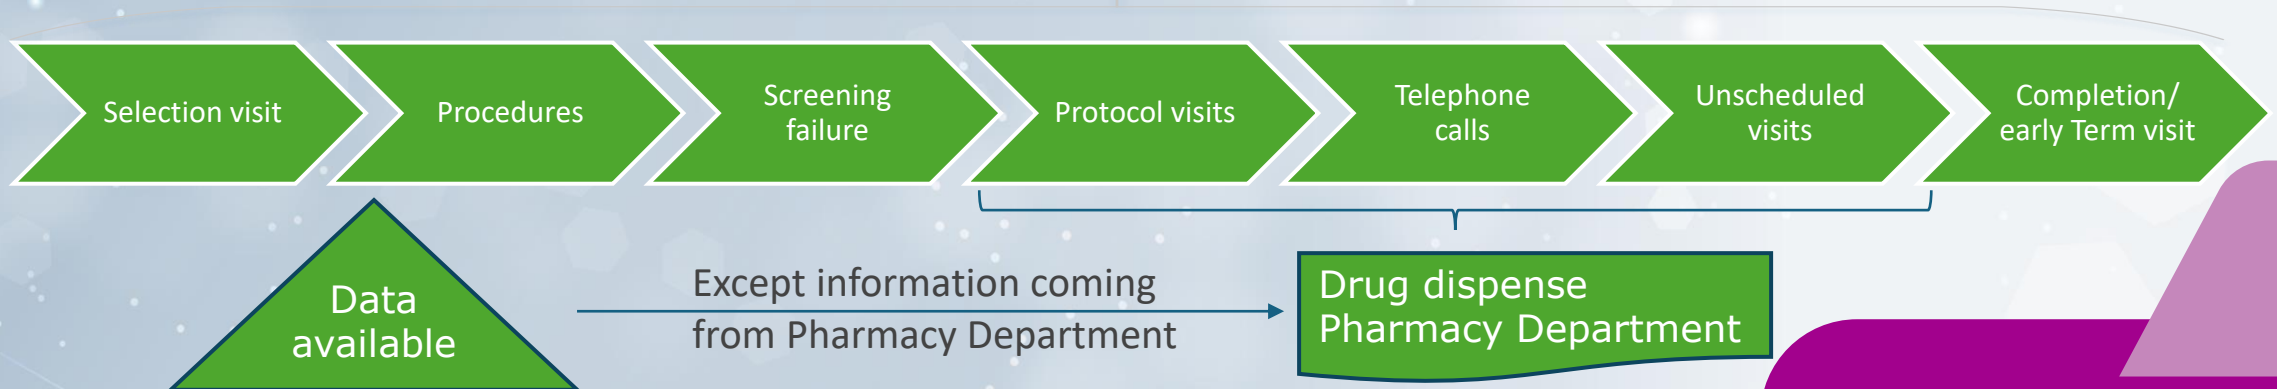 Selection visit
Procedures
Screening
failure
Protocol visits
Telephone
calls
Unscheduled
visits
Completion/
early Term visit
Data
available
Except information coming
from Pharmacy Department
Drug dispense
Pharmacy Department